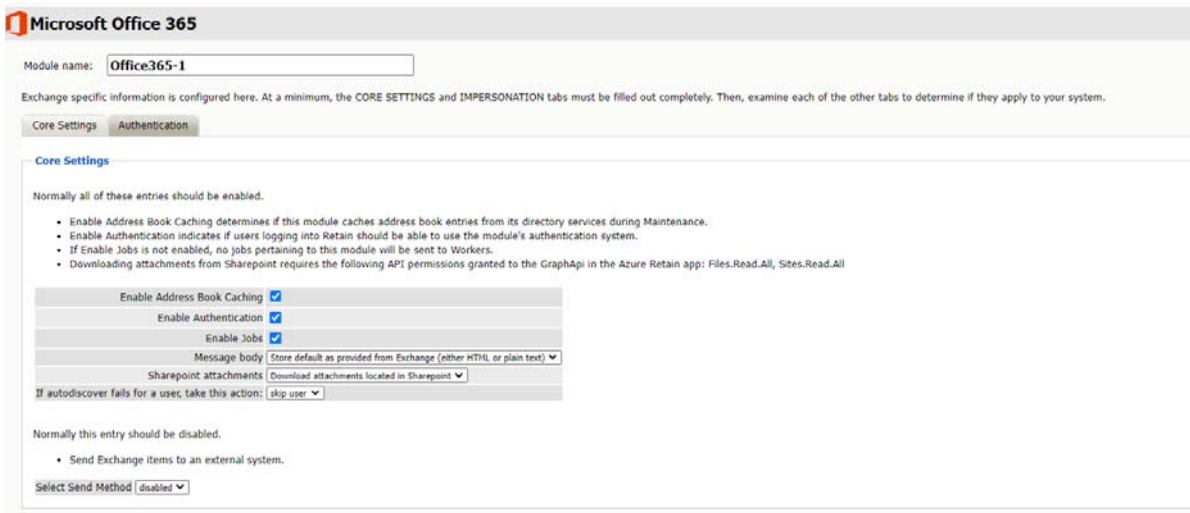 Microsoft Office 365
Module name: Office365-1
Exchange specific information is configured here. At a minimum, the CORE SETTINGS and IMPERSONATION tabs must be filled out completely. Then, examine each of the other tabs to determine if they apply to your system.
Core Settings Authentication
Core Settings
Normally all of these entries should be enabled.
• Enable Address Book Caching determines if this module caches address book entries from its directory services during Maintenance.
• Enable Authentication indicates if users logging into Retain should be able to use the module's authentication system.
• If Enable Jobs is not enabled, no jobs pertaining to this module will be sent to Workers.
• Downloading attachments from Sharepoint requires the following API permissions granted to the GraphApi in the Azure Retain app: Files.Read.All, Sites.Read.All
Enable Address Book Caching
Enable Authentication
Enable Jobs
Message body Store default as provided from Exchange (either HTML or plain text)
Sharepoint attachments Download attachments located in Sharepoint
If autodiscover fails for a user, take this action: skip user
Normally this entry should be disabled.
• Send Exchange items to an external system.
Select Send Method disabled